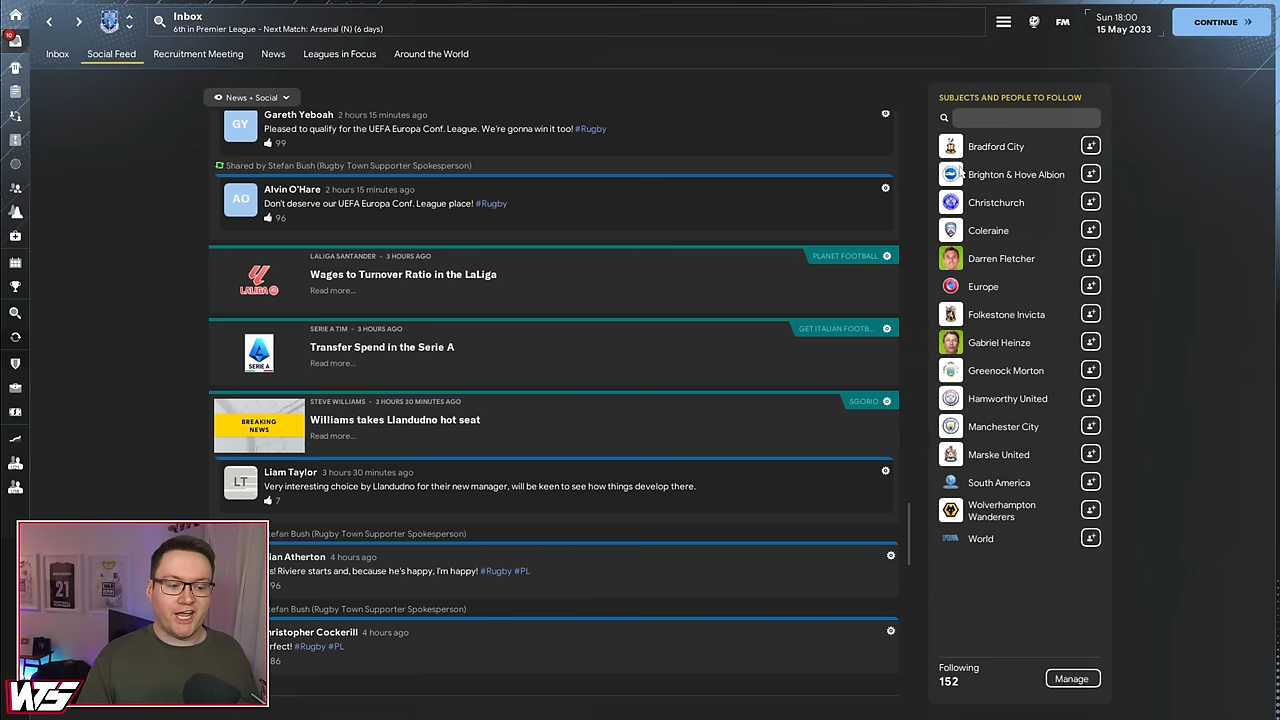 Inbox
6th in Premier League - Next Match: Arsenal (N) (6 days)
10
FM
Sun 18:00
15 May 2033
CONTINUE
Inbox
Social Feed
Recruitment Meeting
News
Leagues in Focus
Around the World
News + Social
GY
Gareth Yeboah 2 hours 15 minutes ago
Pleased to qualify for the UEFA Europa Conf. League. We're gonna win it too! #Rugby
99
Shared by Stefan Bush (Rugby Town Supporter Spokesperson)
AO
Alvin O'Hare 2 hours 15 minutes ago
Don't deserve our UEFA Europa Conf. League place! #Rugby
96
LALIGA SANTANDER - 3 HOURS AGO
PLANET FOOTBALL
Wages to Turnover Ratio in the LaLiga
Read more...
LALIGA
SERIE A TIM - 3 HOURS AGO
GET ITALIAN FOOTB...
Transfer Spend in the Serie A
Read more...
SERIE A
STEVE WILLIAMS - 3 HOURS 30 MINUTES AGO
SGORIO
BREAKING
NEWS
Williams takes Llandudno hot seat
Read more...
LT
Liam Taylor 3 hours 30 minutes ago
Very interesting choice by Llandudno for their new manager, will be keen to see how things develop there.
7
tefan Bush (Rugby Town Supporter Spokesperson)
ian Atherton 4 hours ago
s! Riviere starts and, because he's happy, I'm happy! #Rugby #PL
96
tefan Bush (Rugby Town Supporter Spokesperson)
hristopher Cockerill 4 hours ago
rfect! #Rugby #PL
86
SUBJECTS AND PEOPLE TO FOLLOW
Bradford City
Brighton & Hove Albion
Christchurch
Coleraine
Darren Fletcher
Europe
Folkestone Invicta
Gabriel Heinze
Greenock Morton
Hamworthy United
Manchester City
Marske United
South America
Wolverhampton
Wanderers
FIFA
World
Following
152
Manage
21
WTS